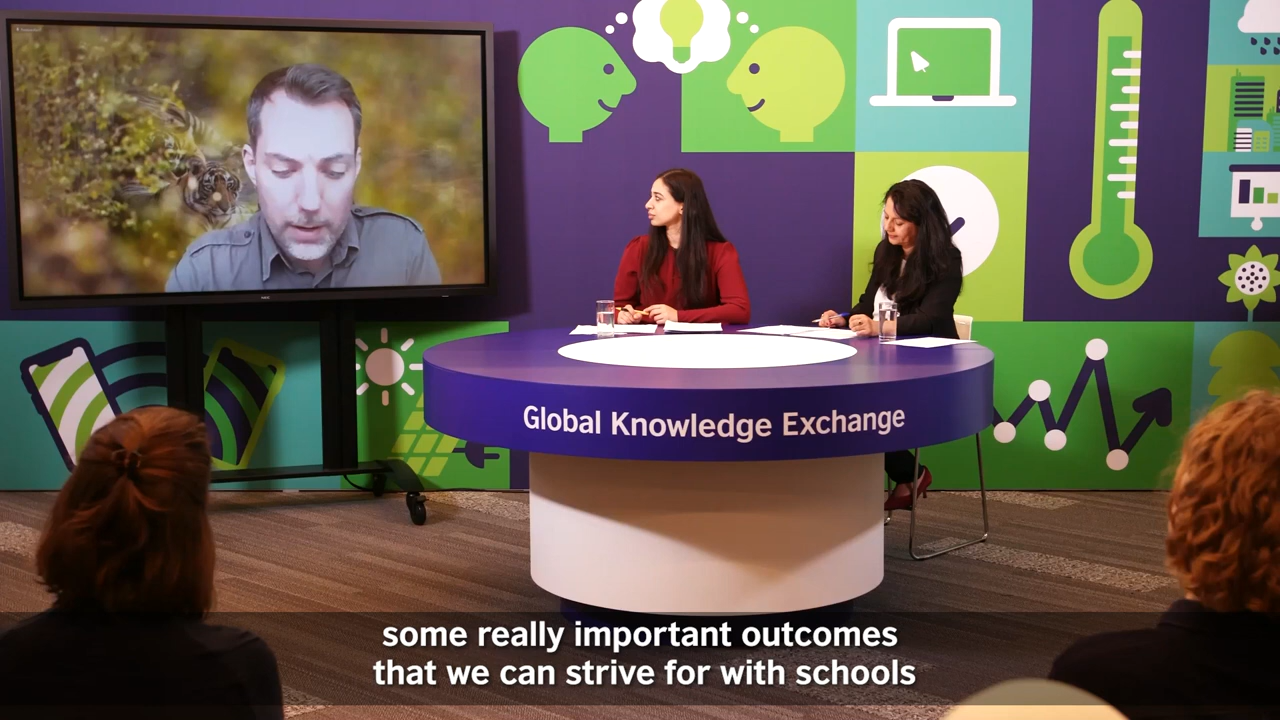 Global Knowledge Exchange
some really important outcomes
that we can strive for with schools